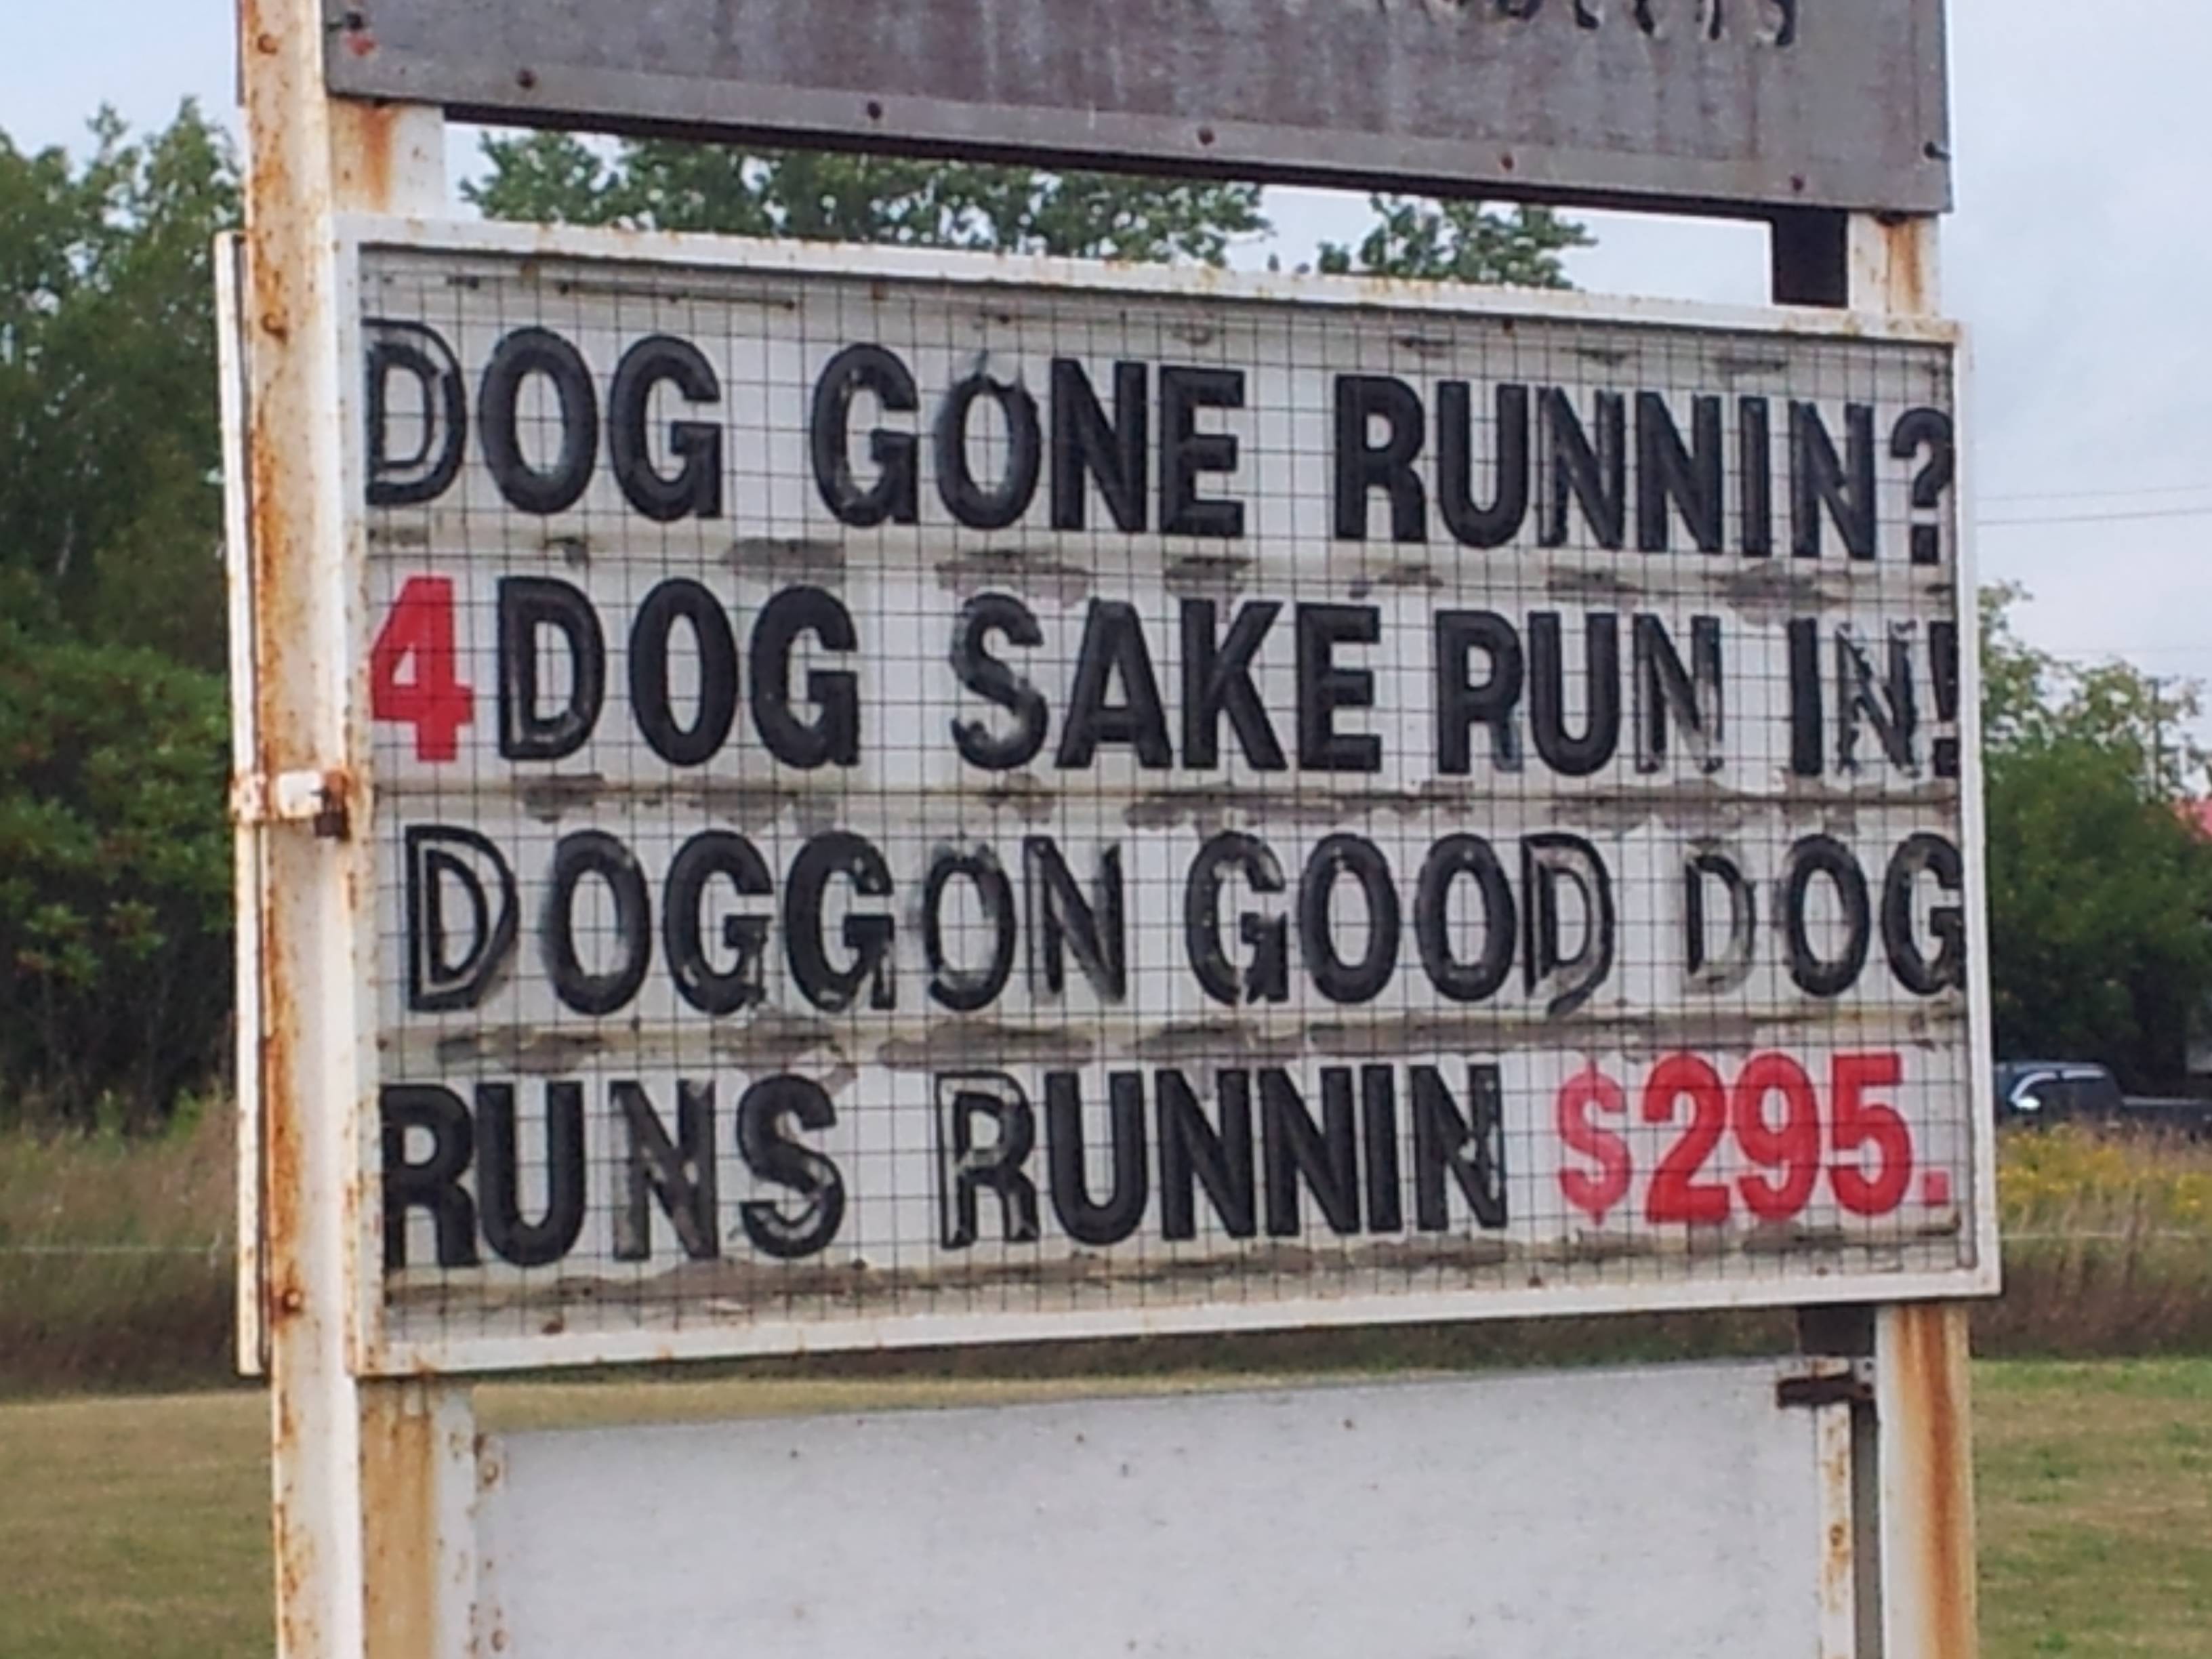 DOG GONE RUNNIN?
4DOG SAKE RUN IN!
DOGGON GOOD DOG
RUNS RUNNIN $295.